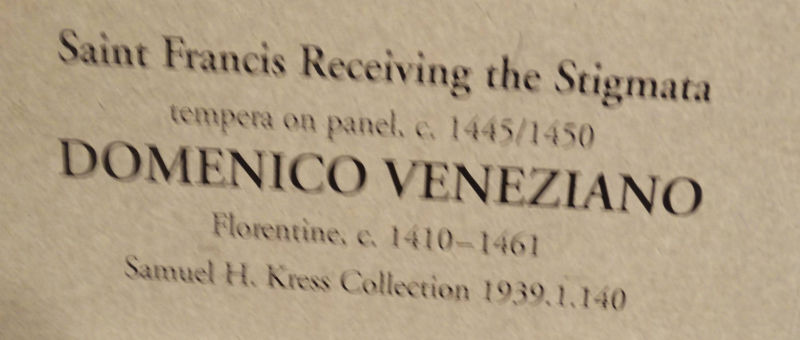 Saint Francis Receiving the Stigmata
tempera on panel, c. 1445/1450
DOMENICO VENEZIANO
Florentine, c. 1410–1461
Samuel H. Kress Collection 1939.1.140